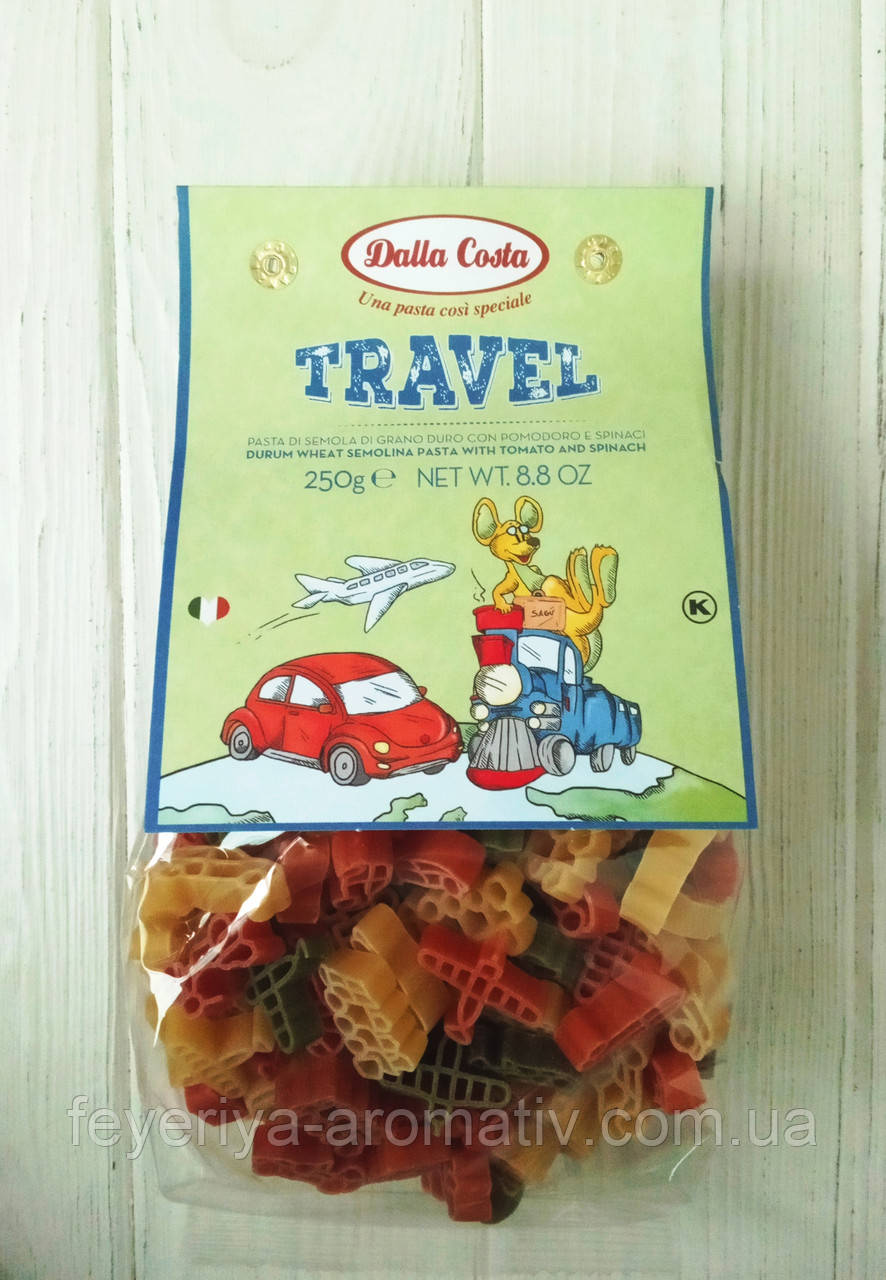 Dalla Costa
Una pasta così speciale
TRAVEL
PASTA DI SEMOLA DI GRANO DURO CON POMODORO E SPINACI
DURUM WHEAT SEMOLINA PASTA WITH TOMATO AND SPINACH
250g ℮ NET WT. 8.8 OZ
SAGÙ
K
feyeriya-aromativ.com.ua